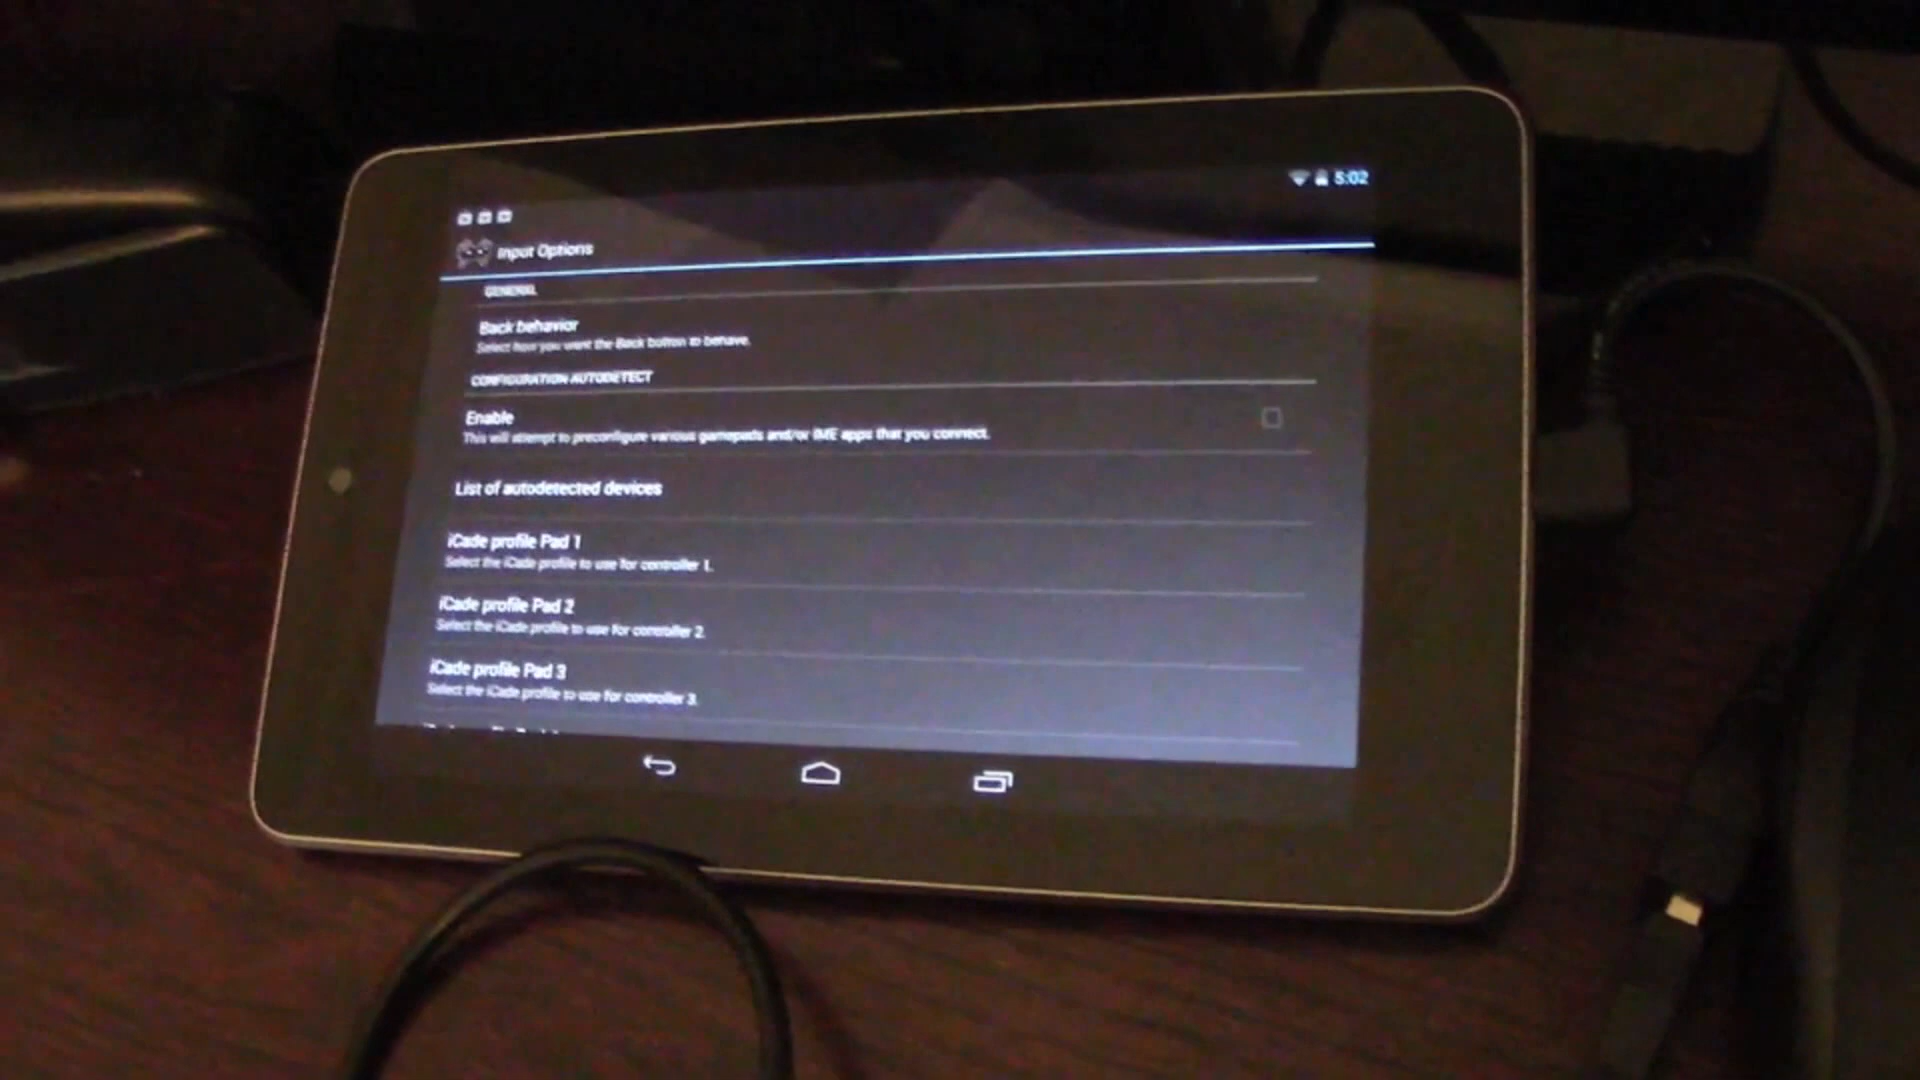 5:02
Input Options
GENERAL
Back behavior
Select how you want the Back button to behave.
CONFIGURATION AUTODETECT
Enable
This will attempt to preconfigure various gamepads and/or IME apps that you connect.
List of autodetected devices
iCade profile Pad 1
Select the iCade profile to use for controller 1.
iCade profile Pad 2
Select the iCade profile to use for controller 2.
iCade profile Pad 3
Select the iCade profile to use for controller 3.